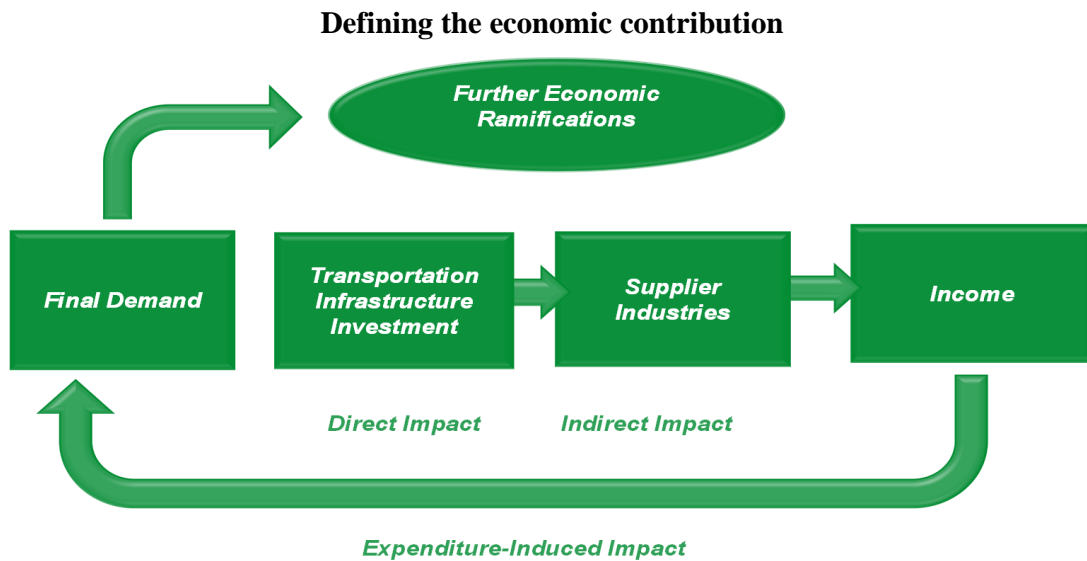 Defining the economic contribution
Further Economic
Ramifications
Final Demand
Transportation
Infrastructure
Investment
Supplier
Industries
Income
Direct Impact
Indirect Impact
Expenditure-Induced Impact